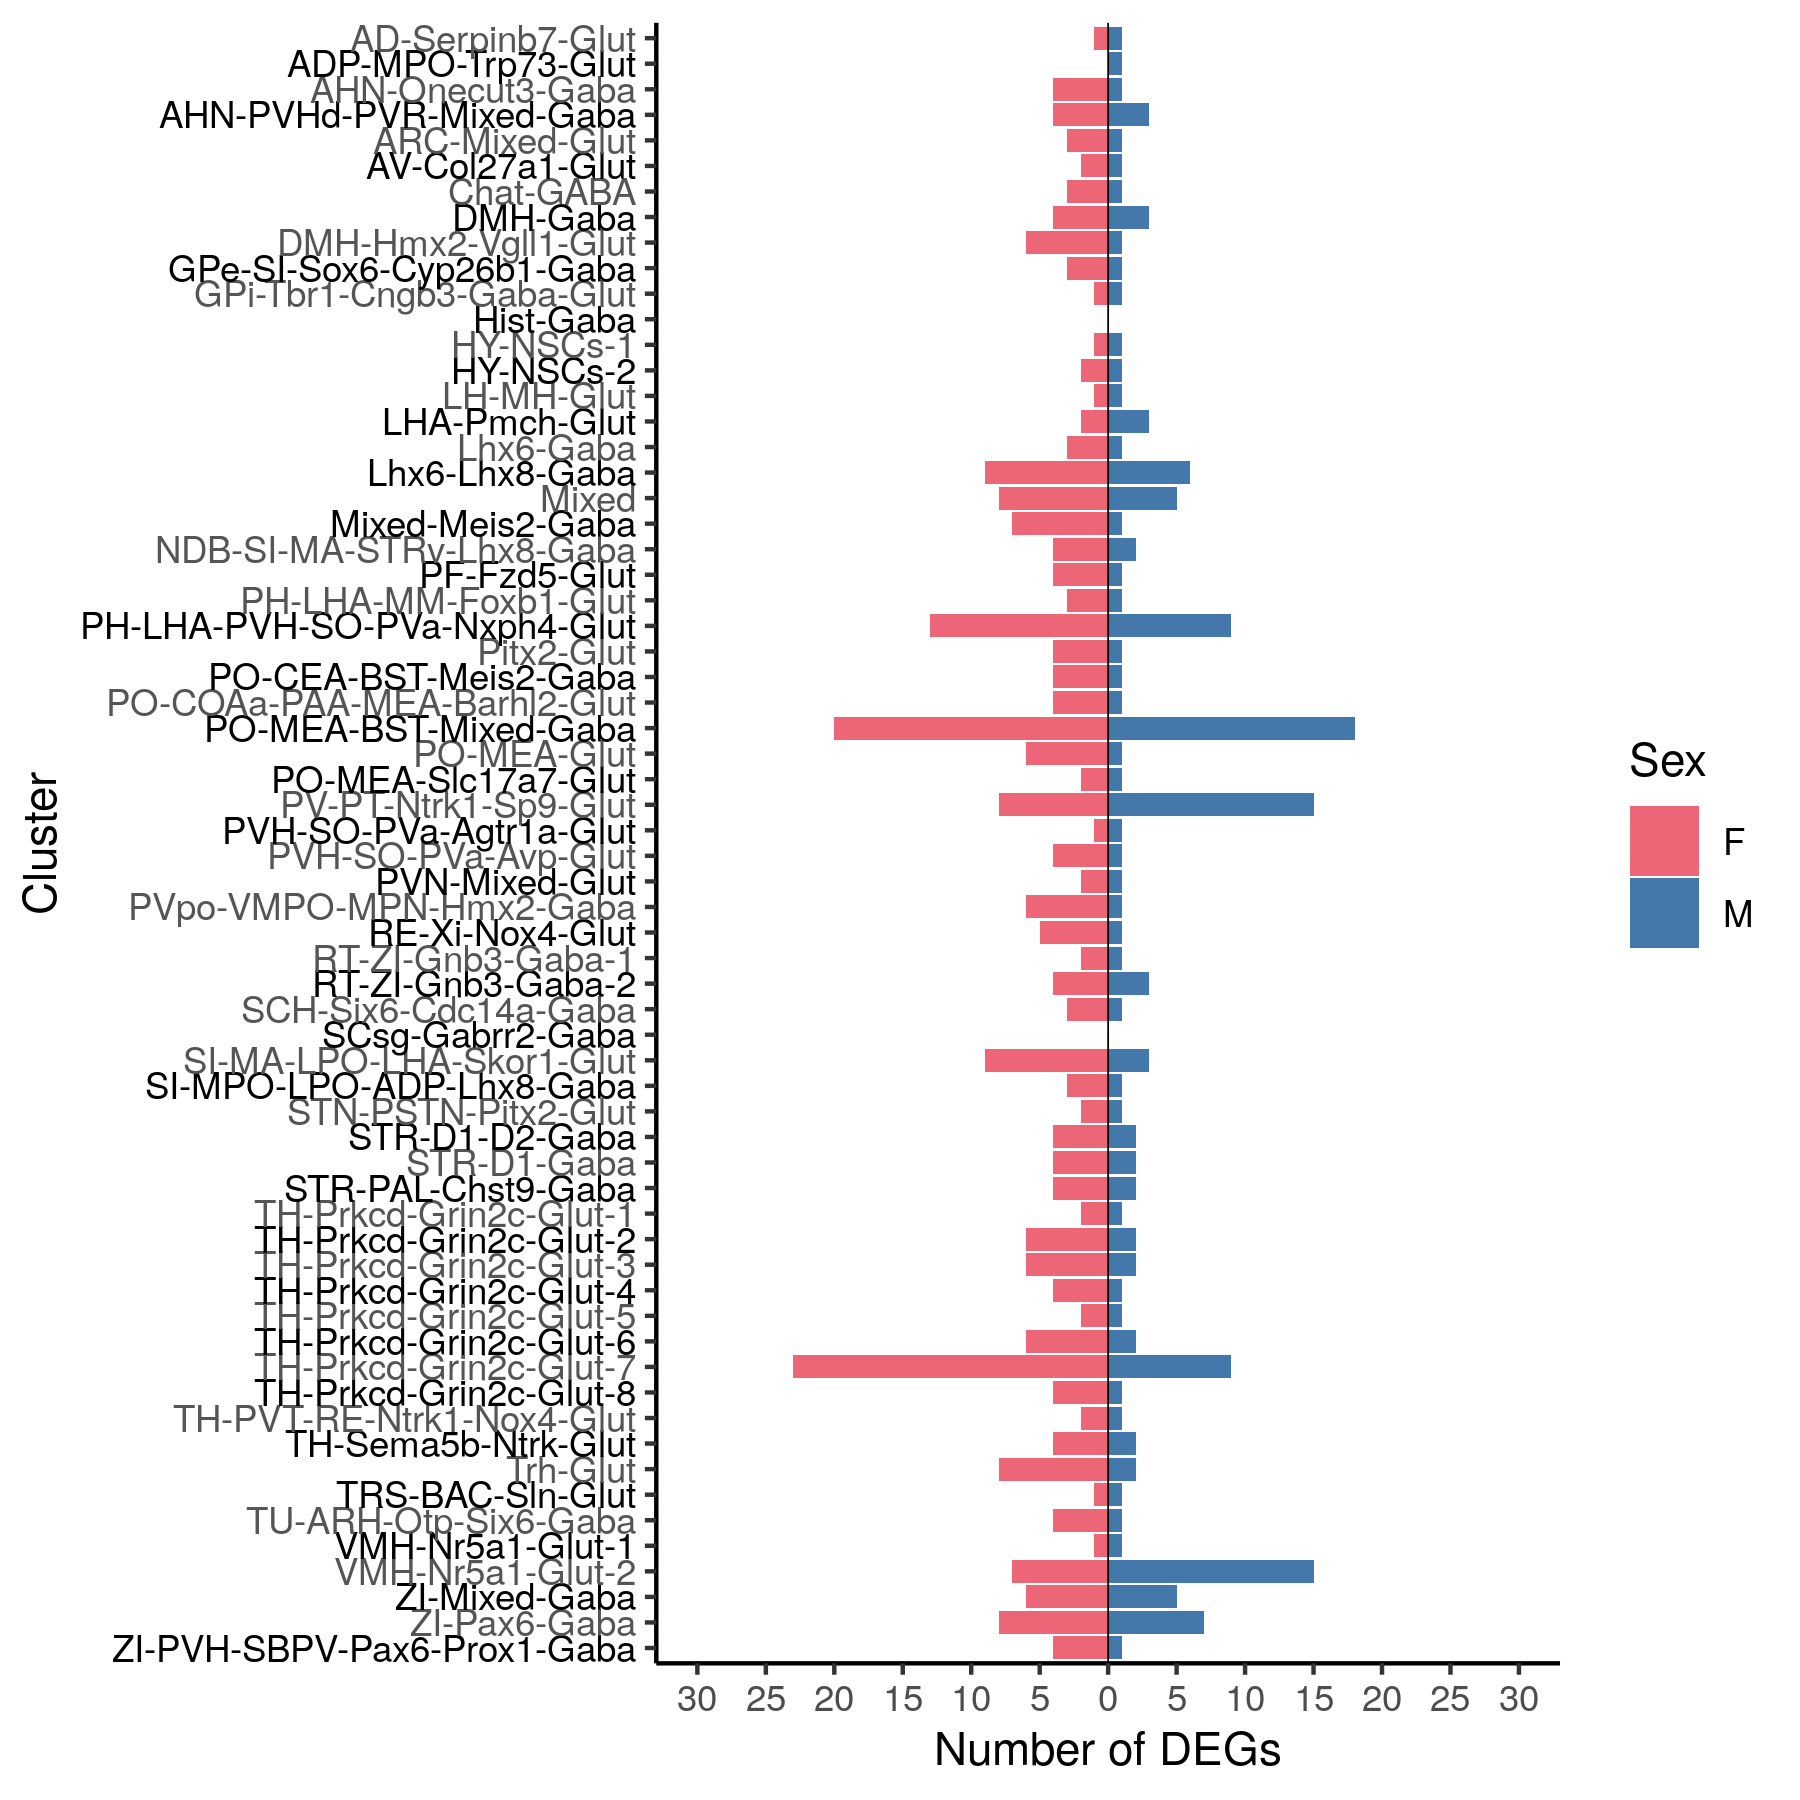 AD-Serpinb7-Glut
ADP-MPO-Trp73-Glut
AHN-Onecut3-Gaba
AHN-PVHd-PVR-Mixed-Gaba
ARC-Mixed-Glut
AV-Col27a1-Glut
Chat-GABA
DMH-Gaba
DMH-Hmx2-Vgll1-Glut
GPe-SI-Sox6-Cyp26b1-Gaba
GPi-Tbr1-Cngb3-Gaba-Glut
Hist-Gaba
HY-NSCs-1
HY-NSCs-2
LH-MH-Glut
LHA-Pmch-Glut
Lhx6-Gaba
Lhx6-Lhx8-Gaba
Mixed
Mixed-Meis2-Gaba
NDB-SI-MA-STRv-Lhx8-Gaba
PF-Fzd5-Glut
PH-LHA-MM-Foxb1-Glut
PH-LHA-PVH-SO-PVa-Nxph4-Glut
Pitx2-Glut
PO-CEA-BST-Meis2-Gaba
PO-COAa-PAA-MEA-Barhl2-Glut
PO-MEA-BST-Mixed-Gaba
PO-MEA-Glut
PO-MEA-Slc17a7-Glut
PV-PT-Ntrk1-Sp9-Glut
PVH-SO-PVa-Agtr1a-Glut
PVH-SO-PVa-Avp-Glut
PVN-Mixed-Glut
PVpo-VMPO-MPN-Hmx2-Gaba
RE-Xi-Nox4-Glut
RT-ZI-Gnb3-Gaba-1
RT-ZI-Gnb3-Gaba-2
SCH-Six6-Cdc14a-Gaba
SCsg-Gabrr2-Gaba
SI-MA-LPO-LHA-Skor1-Glut
SI-MPO-LPO-ADP-Lhx8-Gaba
STN-PSTN-Pitx2-Glut
STR-D1-D2-Gaba
STR-D1-Gaba
STR-PAL-Chst9-Gaba
TH-Prkcd-Grin2c-Glut-1
TH-Prkcd-Grin2c-Glut-2
TH-Prkcd-Grin2c-Glut-3
TH-Prkcd-Grin2c-Glut-4
TH-Prkcd-Grin2c-Glut-5
TH-Prkcd-Grin2c-Glut-6
TH-Prkcd-Grin2c-Glut-7
TH-Prkcd-Grin2c-Glut-8
TH-PVT-RE-Ntrk1-Nox4-Glut
TH-Sema5b-Ntrk-Glut
Trh-Glut
TRS-BAC-Sln-Glut
TU-ARH-Otp-Six6-Gaba
VMH-Nr5a1-Glut-1
VMH-Nr5a1-Glut-2
ZI-Mixed-Gaba
ZI-Pax6-Gaba
ZI-PVH-SBPV-Pax6-Prox1-Gaba
Cluster
30 25 20 15 10 5 0 5 10 15 20 25 30
Number of DEGs
Sex
F
M